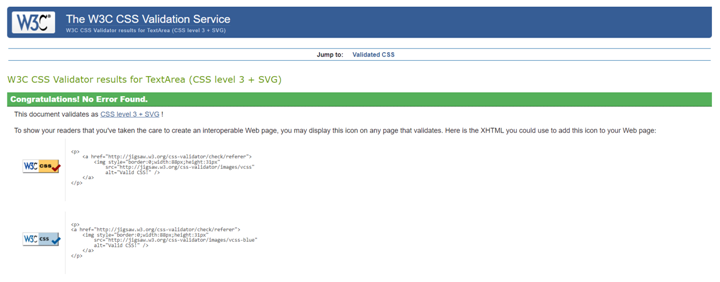 W3C®
The W3C CSS Validation Service
W3C CSS Validator results for TextArea (CSS level 3 + SVG)
Jump to: Validated CSS
W3C CSS Validator results for TextArea (CSS level 3 + SVG)
Congratulations! No Error Found.
This document validates as CSS level 3 + SVG !
To show your readers that you've taken the care to create an interoperable Web page, you may display this icon on any page that validates. Here is the XHTML you could use to add this icon to your Web page:
W3C css
<p>
<a href="http://jigsaw.w3.org/css-validator/check/referer">
<img style="border:0;width:88px;height:31px"
src="http://jigsaw.w3.org/css-validator/images/vcss"
alt="Valid CSS!" />
</a>
</p>
W3C css
<p>
<a href="http://jigsaw.w3.org/css-validator/check/referer">
<img style="border:0;width:88px;height:31px"
src="http://jigsaw.w3.org/css-validator/images/vcss-blue"
alt="Valid CSS!" />
</a>
</p>